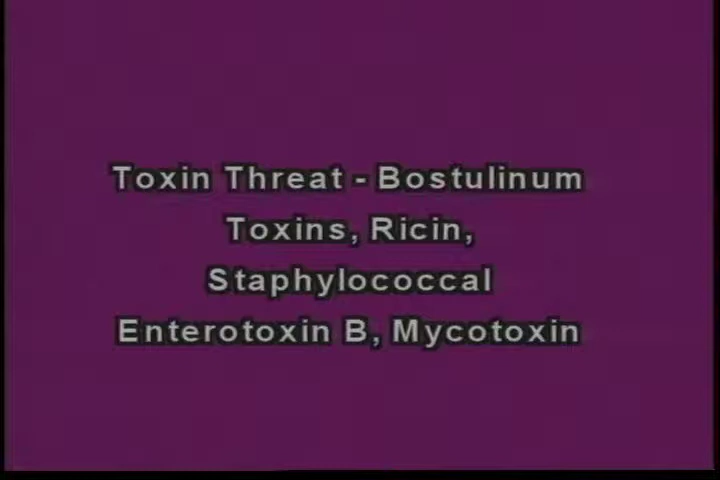 Toxin Threat - Bostulinum
Toxins, Ricin,
Staphylococcal
Enterotoxin B, Mycotoxin